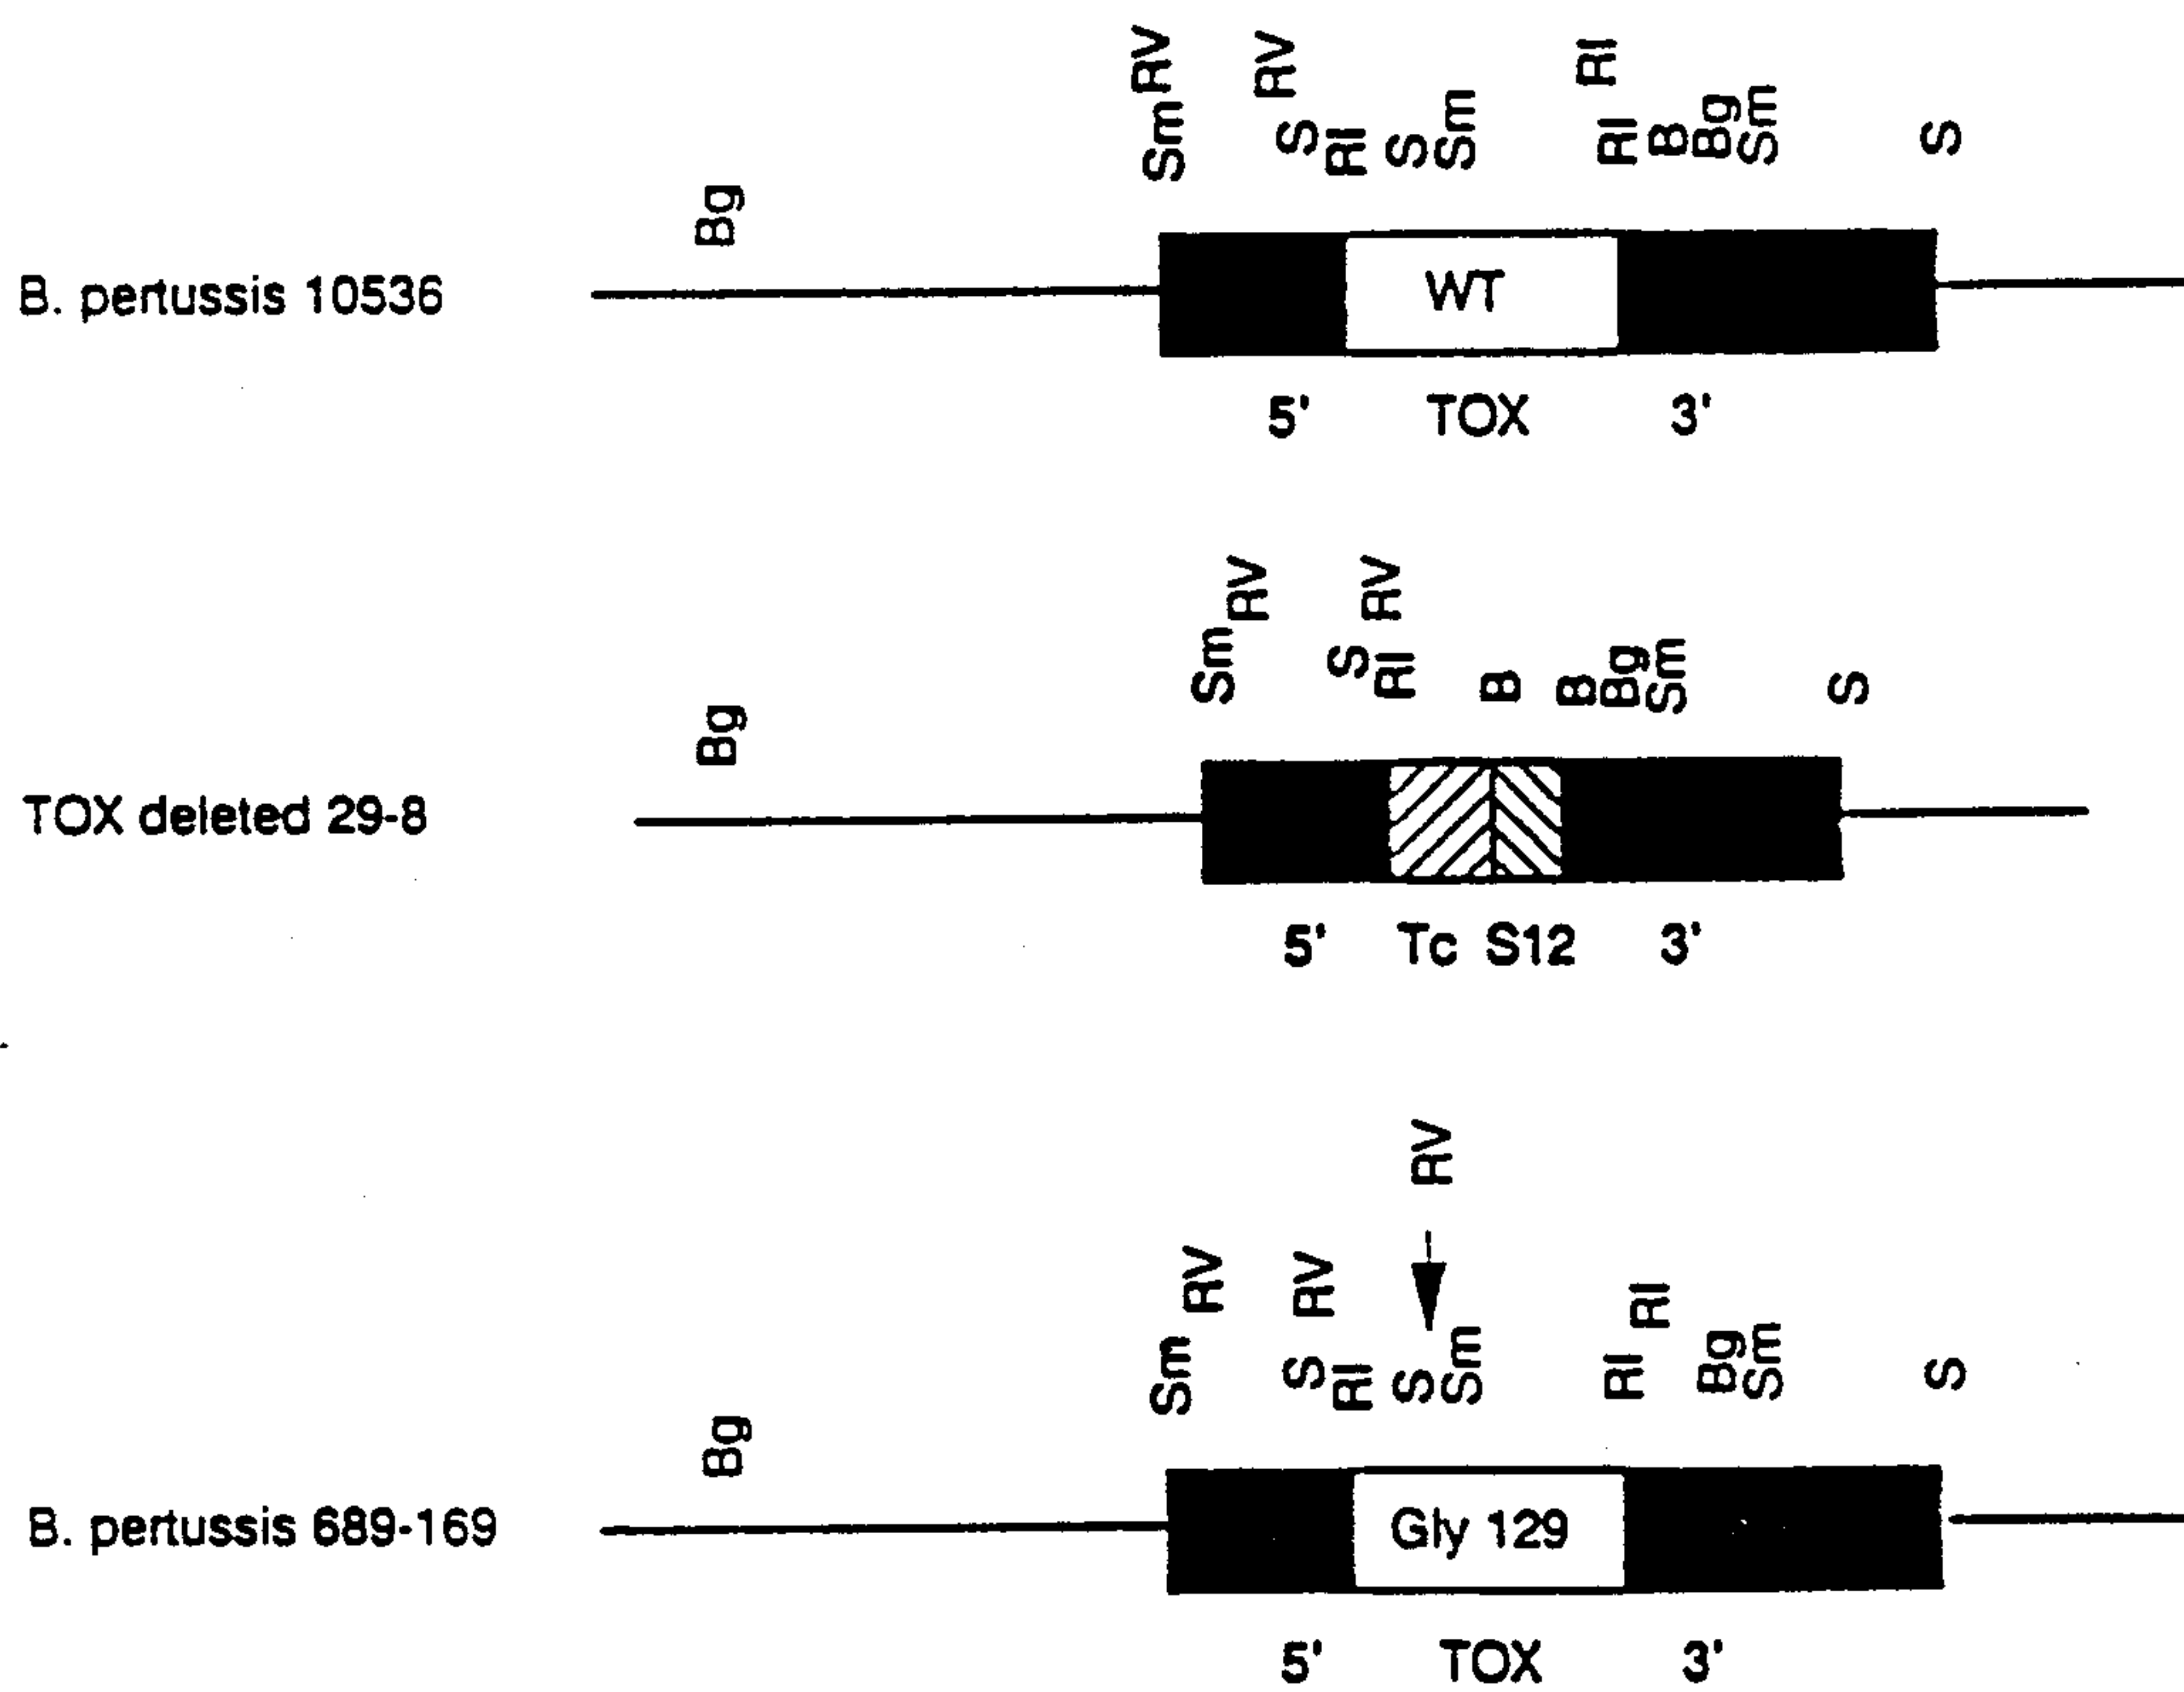 Sm RV RV S RI S Sm RI RI B Bg Sm S
Bg
B. pertussis 10536
WT
5' TOX 3'
Sm RV S RI RV B B Bg Sm S
Bg
TOX deleted 29-8
5' Tc S12 3'
RV
Sm RV S RV RI S Sm RI RI Bg Sm S
Bg
B. pertussis 689-169
Gly 129
5' TOX 3'